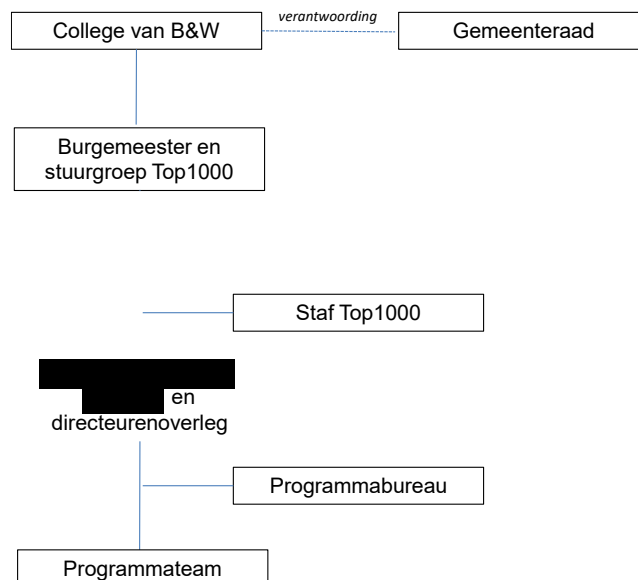 College van B&W
verantwoording
Gemeenteraad
Burgemeester en
stuurgroep Top1000
Staf Top1000
en
directeurenoverleg
Programmabureau
Programmateam